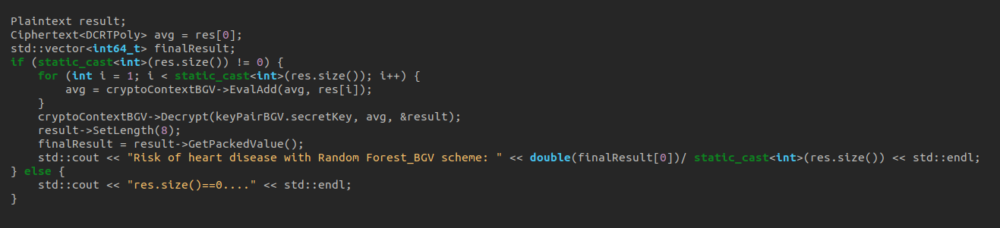 Plaintext result;
Ciphertext<DCRTPoly> avg = res[0];
std::vector<int64_t> finalResult;
if (static_cast<int>(res.size()) != 0) {
    for (int i = 1; i < static_cast<int>(res.size()); i++) {
        avg = cryptoContextBGV->EvalAdd(avg, res[i]);
    }
    cryptoContextBGV->Decrypt(keyPairBGV.secretKey, avg, &result);
    result->SetLength(8);
    finalResult = result->GetPackedValue();
    std::cout << "Risk of heart disease with Random Forest_BGV scheme: " << double(finalResult[0])/ static_cast<int>(res.size()) << std::endl;
} else {
    std::cout << "res.size()==0...." << std::endl;
}